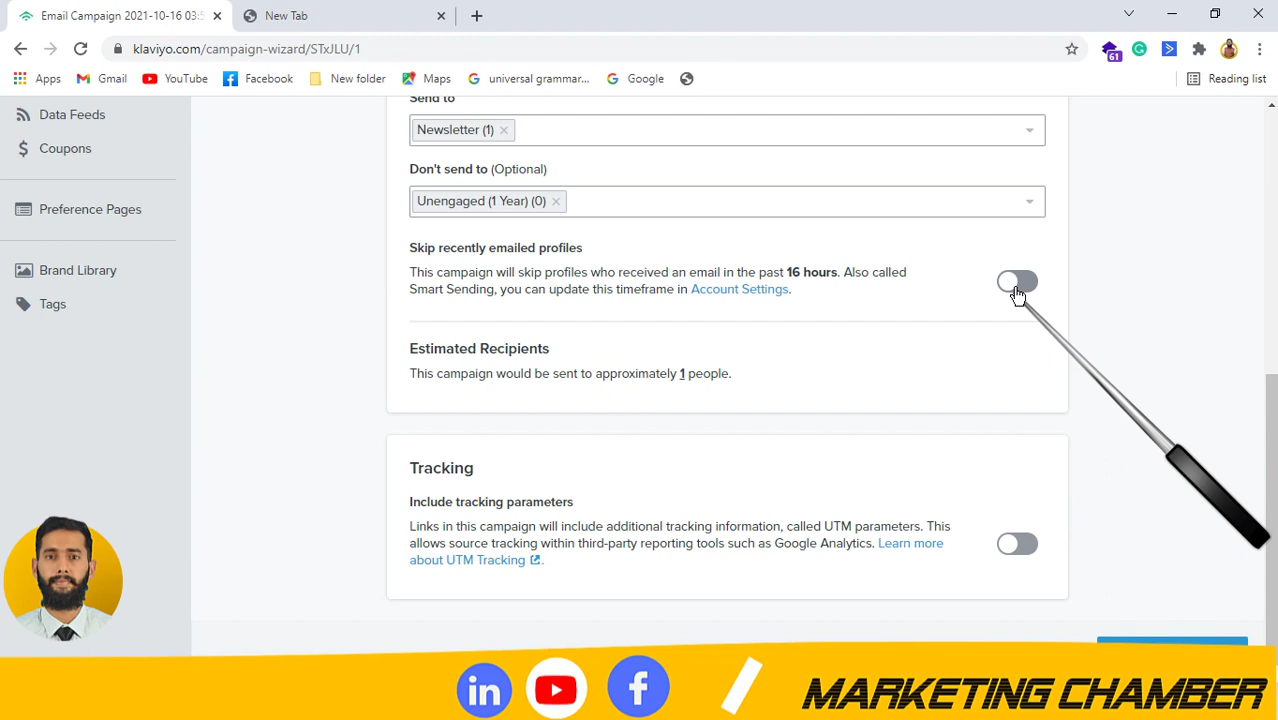 Email Campaign 2021-10-16 03:5
New Tab
klaviyo.com/campaign-wizard/STxJLU/1
61
Apps
Gmail
YouTube
Facebook
New folder
Maps
universal grammar...
Google
Reading list
Data Feeds
Coupons
Preference Pages
Brand Library
Tags
Send to
Newsletter (1)
Don't send to (Optional)
Unengaged (1 Year) (0)
Skip recently emailed profiles
This campaign will skip profiles who received an email in the past 16 hours. Also called
Smart Sending, you can update this timeframe in Account Settings.
Estimated Recipients
This campaign would be sent to approximately 1 people.
Tracking
Include tracking parameters
Links in this campaign will include additional tracking information, called UTM parameters. This
allows source tracking within third-party reporting tools such as Google Analytics. Learn more
about UTM Tracking.
in
f
MARKETING CHAMBER